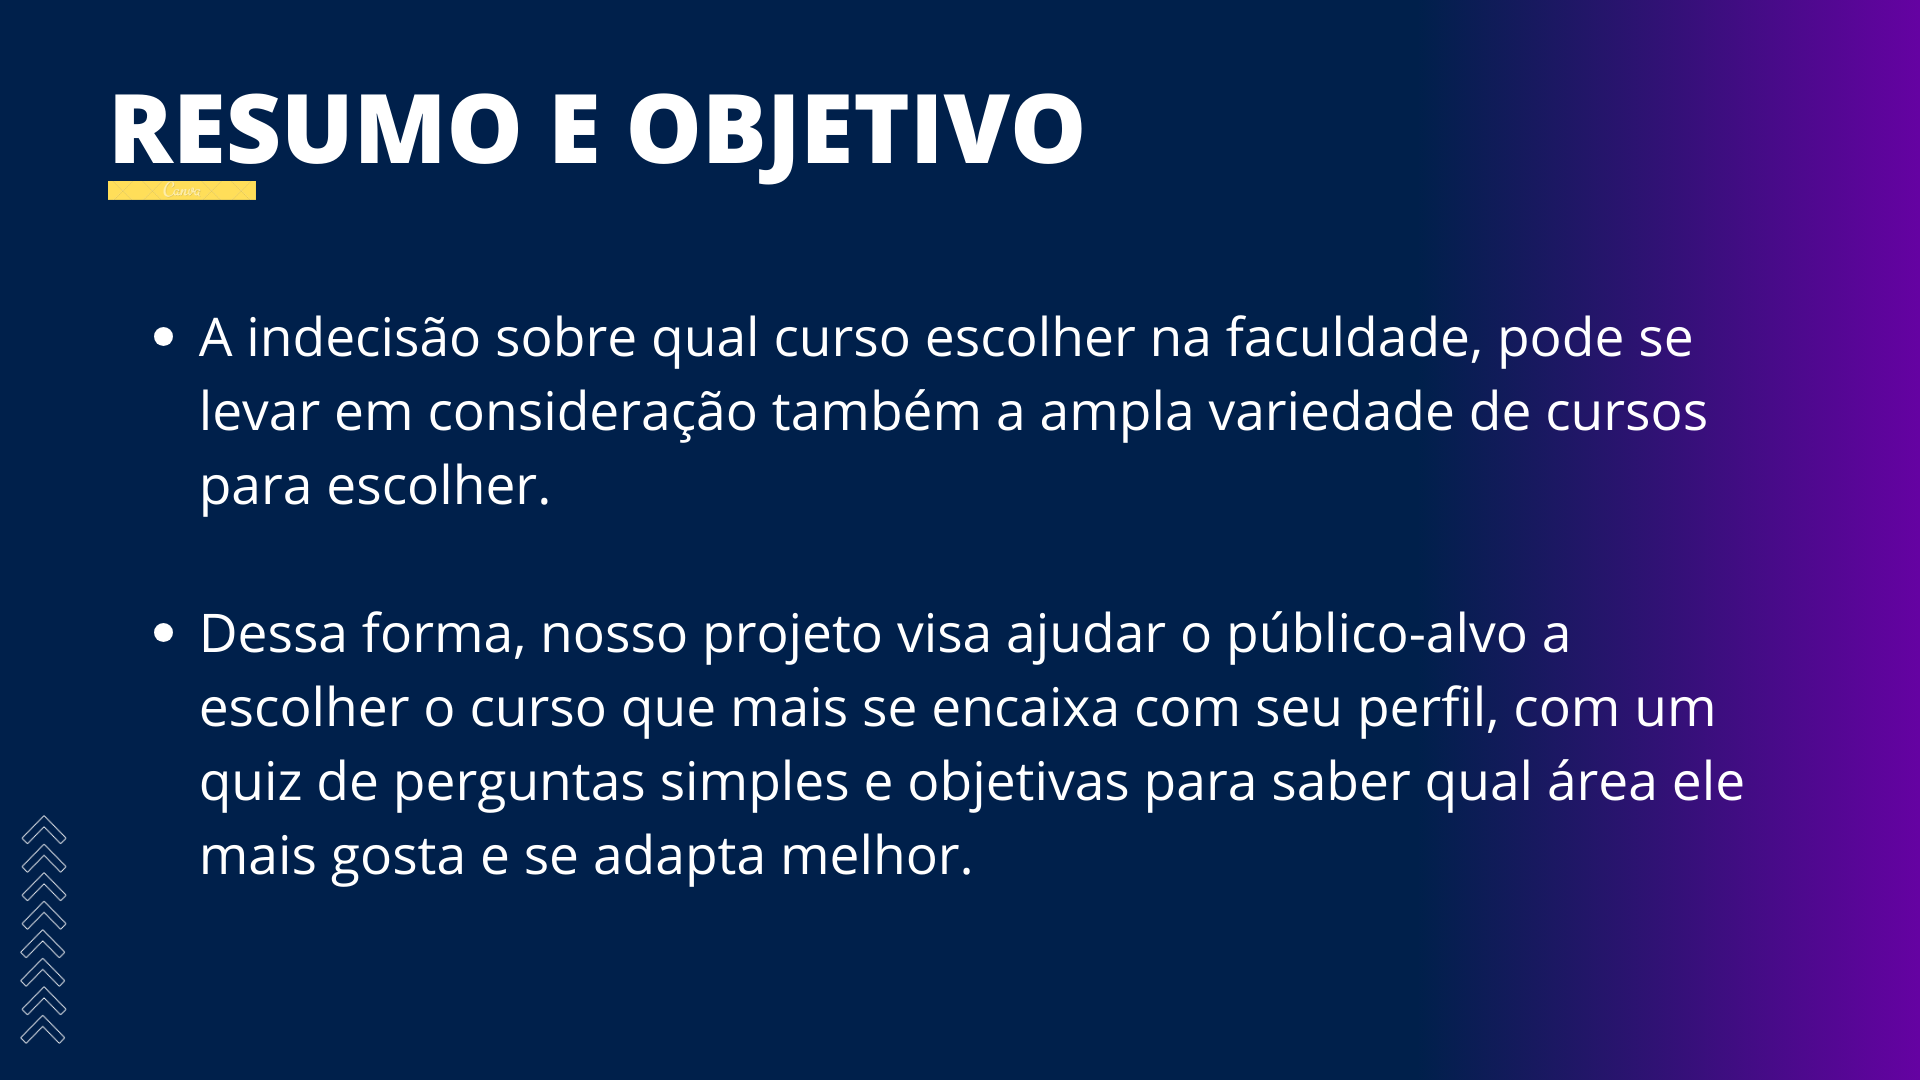 RESUMO E OBJETIVO
Canva
• A indecisão sobre qual curso escolher na faculdade, pode se
levar em consideração também a ampla variedade de cursos
para escolher.
• Dessa forma, nosso projeto visa ajudar o público-alvo a
escolher o curso que mais se encaixa com seu perfil, com um
quiz de perguntas simples e objetivas para saber qual área ele
mais gosta e se adapta melhor.